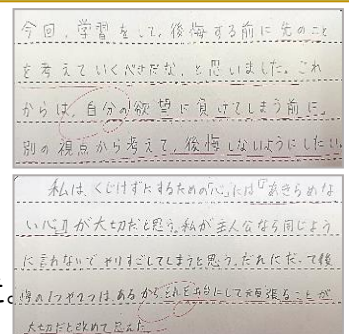 今回、学習をして、後悔する前に先のこと
を考えていくべきだな、と思いました。これ
からは、自分の欲望に負けてしまう前に、
別の視点から考えて、後悔しないようにしたい。
私は、くじけずにするための「心」には「あきらめな
い心」が大切だと思う。私が主人公なら同じよう
に言れないでやりすごしてしまうと思う。だれにだって後
悔の1つや2つは、あるからそれをありにして頑張ることが
大切だと改めて
た。